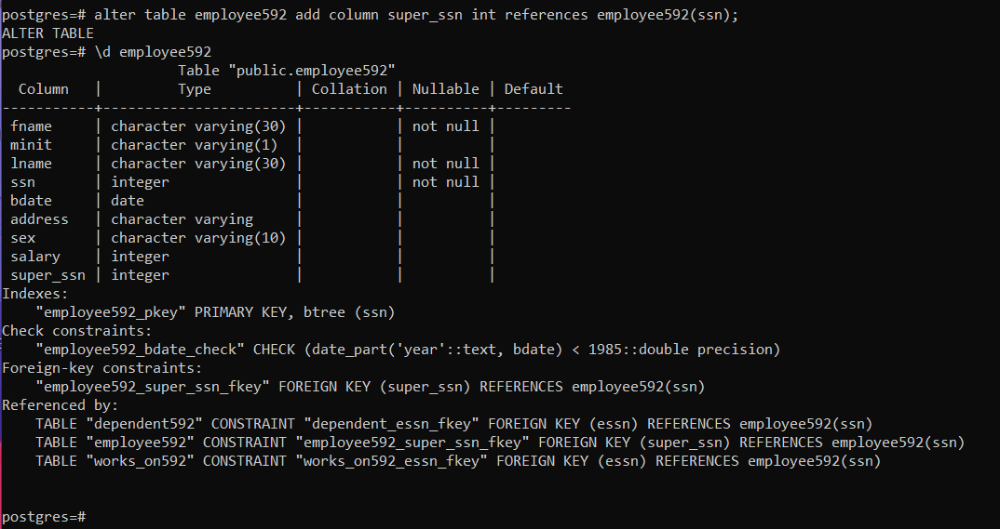 postgres=# alter table employee592 add column super_ssn int references employee592(ssn);
ALTER TABLE
postgres=# \d employee592
                     Table "public.employee592"
  Column   |         Type          | Collation | Nullable | Default
-----------+-----------------------+-----------+----------+---------
 fname     | character varying(30) |           | not null |
 minit     | character varying(1)  |           |          |
 lname     | character varying(30) |           | not null |
 ssn       | integer               |           | not null |
 bdate     | date                  |           |          |
 address   | character varying     |           |          |
 sex       | character varying(10) |           |          |
 salary    | integer               |           |          |
 super_ssn | integer               |           |          |
Indexes:
    "employee592_pkey" PRIMARY KEY, btree (ssn)
Check constraints:
    "employee592_bdate_check" CHECK (date_part('year'::text, bdate) < 1985::double precision)
Foreign-key constraints:
    "employee592_super_ssn_fkey" FOREIGN KEY (super_ssn) REFERENCES employee592(ssn)
Referenced by:
    TABLE "dependent592" CONSTRAINT "dependent_essn_fkey" FOREIGN KEY (essn) REFERENCES employee592(ssn)
    TABLE "employee592" CONSTRAINT "employee592_super_ssn_fkey" FOREIGN KEY (super_ssn) REFERENCES employee592(ssn)
    TABLE "works_on592" CONSTRAINT "works_on592_essn_fkey" FOREIGN KEY (essn) REFERENCES employee592(ssn)
postgres=#